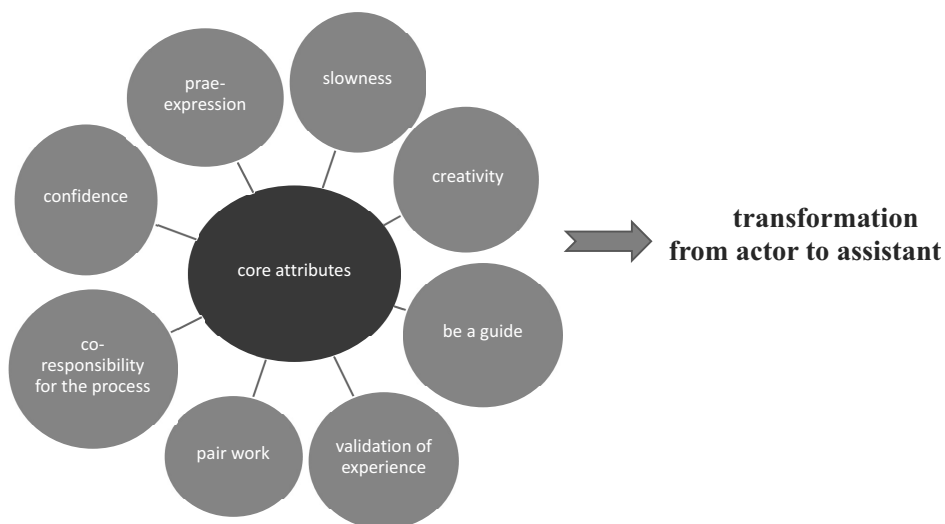 prae-
expression
slowness
creativity
confidence
core attributes
be a guide
co-
responsibility
for the process
pair work
validation of
experience
transformation
from actor to assistant